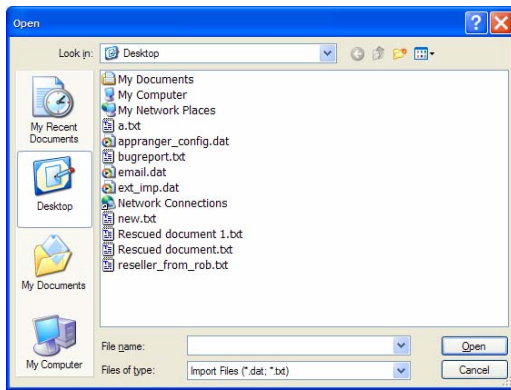 Open
Look in: Desktop
My Documents
My Computer
My Network Places
a.txt
appranger_config.dat
bugreport.txt
email.dat
ext_imp.dat
Network Connections
new.txt
Rescued document 1.txt
Rescued document.txt
reseller_from_rob.txt
My Recent
Documents
Desktop
My Documents
My Computer
File name:
Open
Files of type: Import Files (*.dat; *.txt)
Cancel